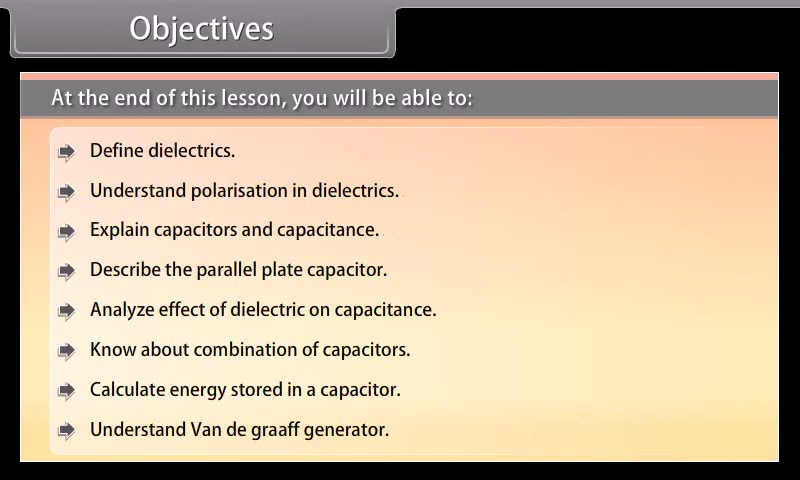 Objectives
At the end of this lesson, you will be able to:
Define dielectrics.
Understand polarisation in dielectrics.
Explain capacitors and capacitance.
Describe the parallel plate capacitor.
Analyze effect of dielectric on capacitance.
Know about combination of capacitors.
Calculate energy stored in a capacitor.
Understand Van de graaff generator.